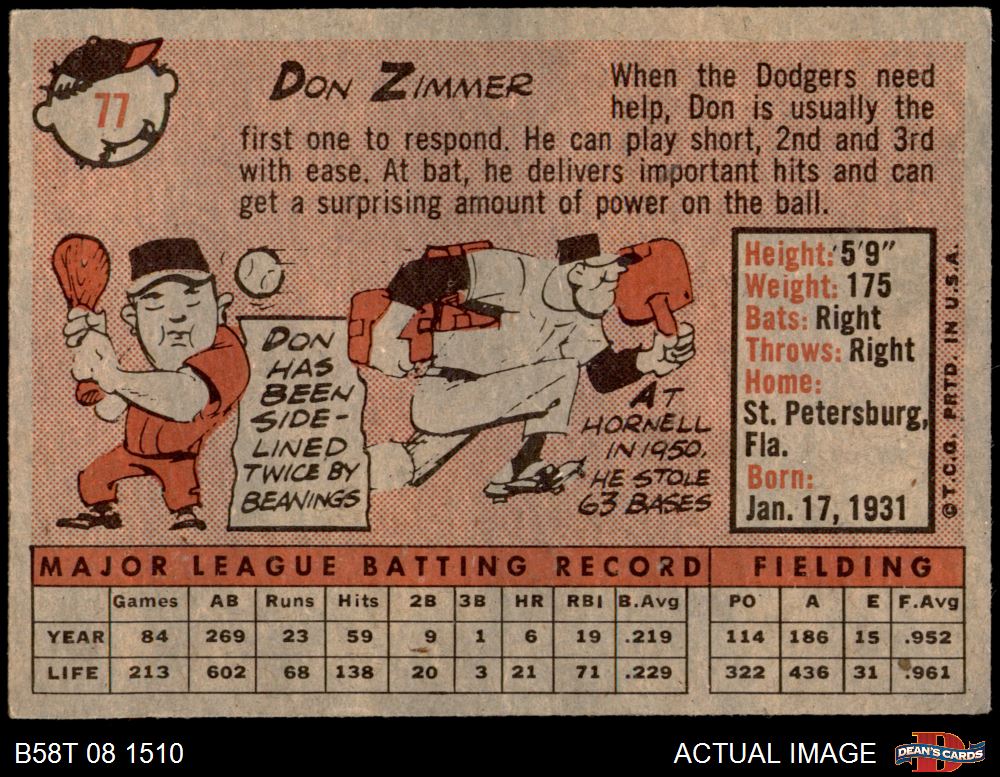 77
DON ZIMMER
When the Dodgers need
help, Don is usually the
first one to respond. He can play short, 2nd and 3rd
with ease. At bat, he delivers important hits and can
get a surprising amount of power on the ball.
DON
HAS
BEEN
SIDE-
LINED
TWICE BY
BEANINGS
AT
HORNELL
IN 1950,
HE STOLE
63 BASES
Height: 5'9"
Weight: 175
Bats: Right
Throws: Right
Home:
St. Petersburg,
Fla.
Born:
Jan. 17, 1931
© T.C.G. PRTD. IN U.S.A.
MAJOR LEAGUE BATTING RECORD FIELDING
Games AB Runs Hits 2B 3B HR RBI B.Avg PO A E F.Avg
YEAR 84 269 23 59 9 1 6 19 .219 114 186 15 .952
LIFE 213 602 68 138 20 3 21 71 .229 322 436 31 .961
B58T 08 1510 ACTUAL IMAGE DEAN'S CARDS